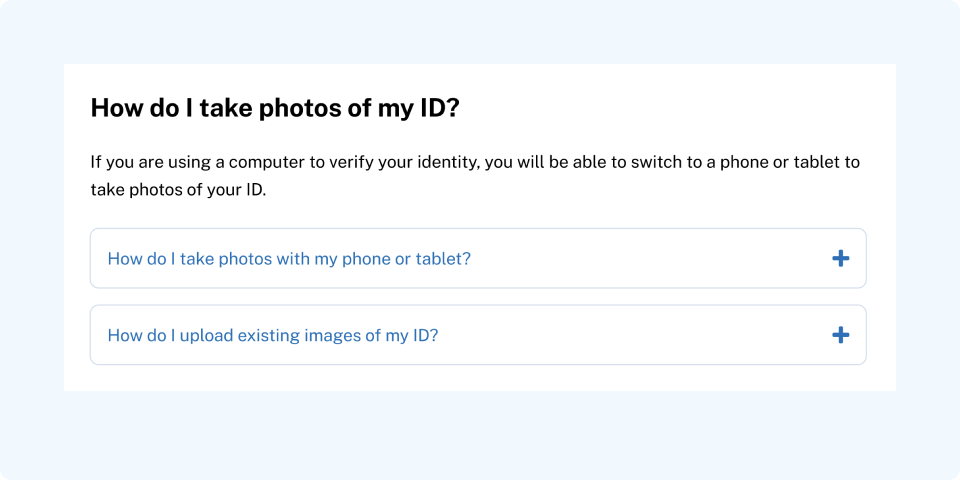 How do I take photos of my ID?
If you are using a computer to verify your identity, you will be able to switch to a phone or tablet to
take photos of your ID.
How do I take photos with my phone or tablet?
How do I upload existing images of my ID?